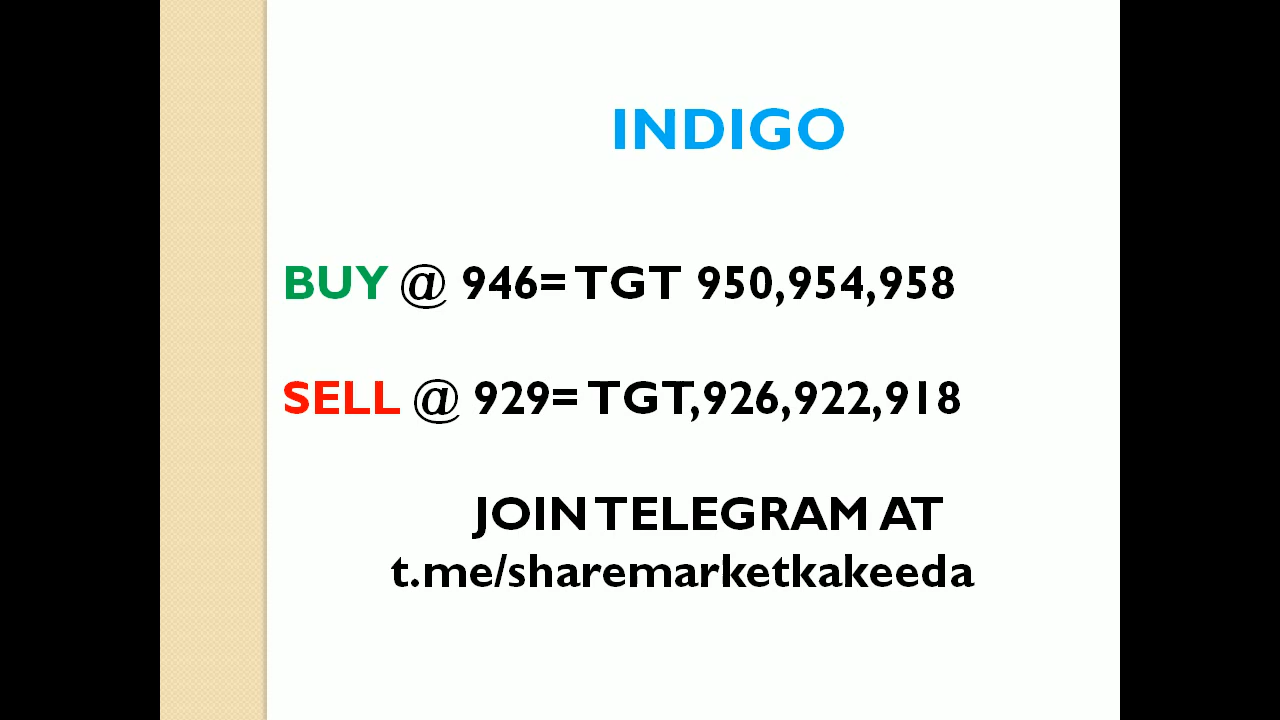 INDIGO
BUY @ 946= TGT 950,954,958
SELL @ 929= TGT,926,922,918
JOIN TELEGRAM AT
t.me/sharemarketkakeeda